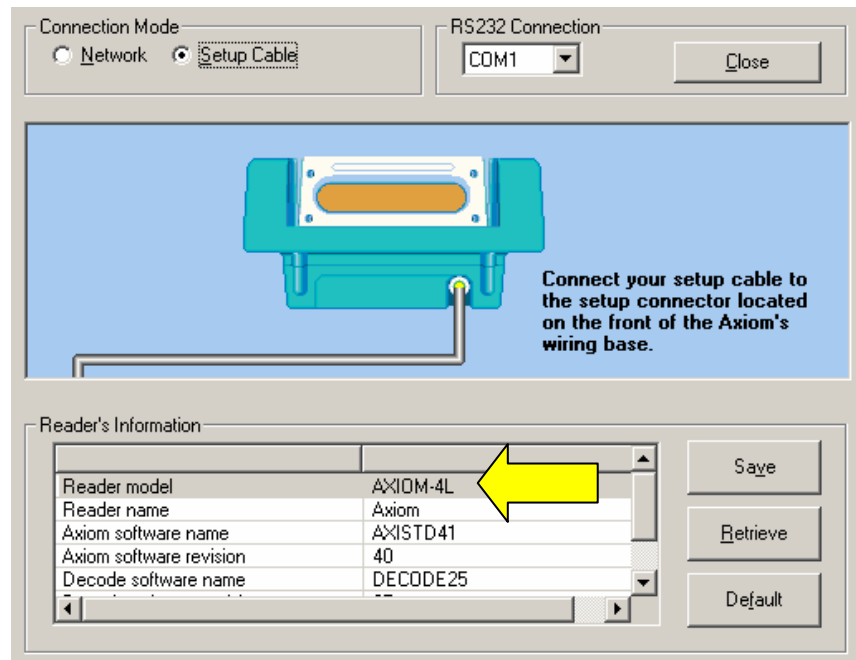 Connection Mode
Network Setup Cable
RS232 Connection
COM1
Close
Connect your setup cable to
the setup connector located
on the front of the Axiom's
wiring base.
Reader's Information
Reader model AXIOM-4L
Reader name Axiom
Axiom software name AXISTD41
Axiom software revision 40
Decode software name DECODE25
Save
Retrieve
Default